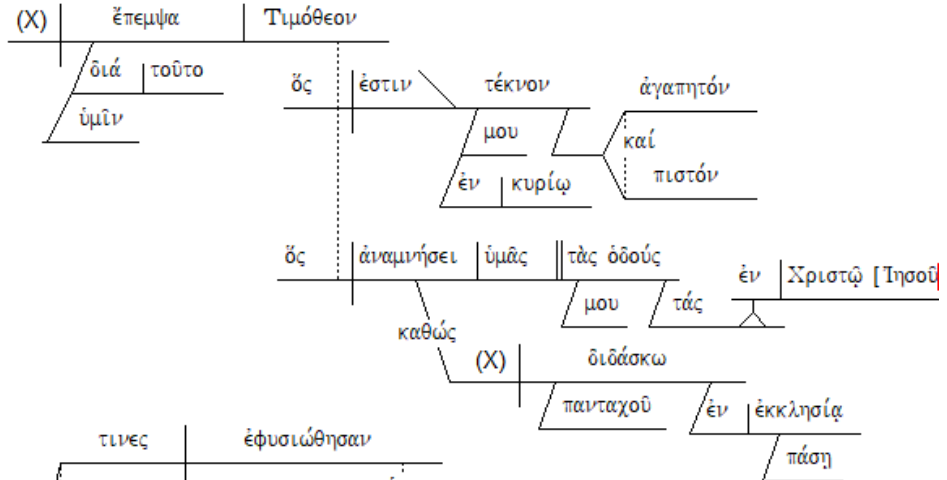 (X) ἔπεμψα Τιμόθεον
διά τοῦτο
ὑμῖν
ὅς ἐστιν τέκνον
μου
ἐν κυρίῳ
ἀγαπητόν
καί
πιστόν
ὅς ἀναμνήσει ὑμᾶς τὰς ὁδούς
μου τάς
ἐν Χριστῷ [Ἰησοῦ
καθώς
(X) διδάσκω
πανταχοῦ ἐν ἐκκλησίᾳ
πάσῃ
τινες ἐφυσιώθησαν